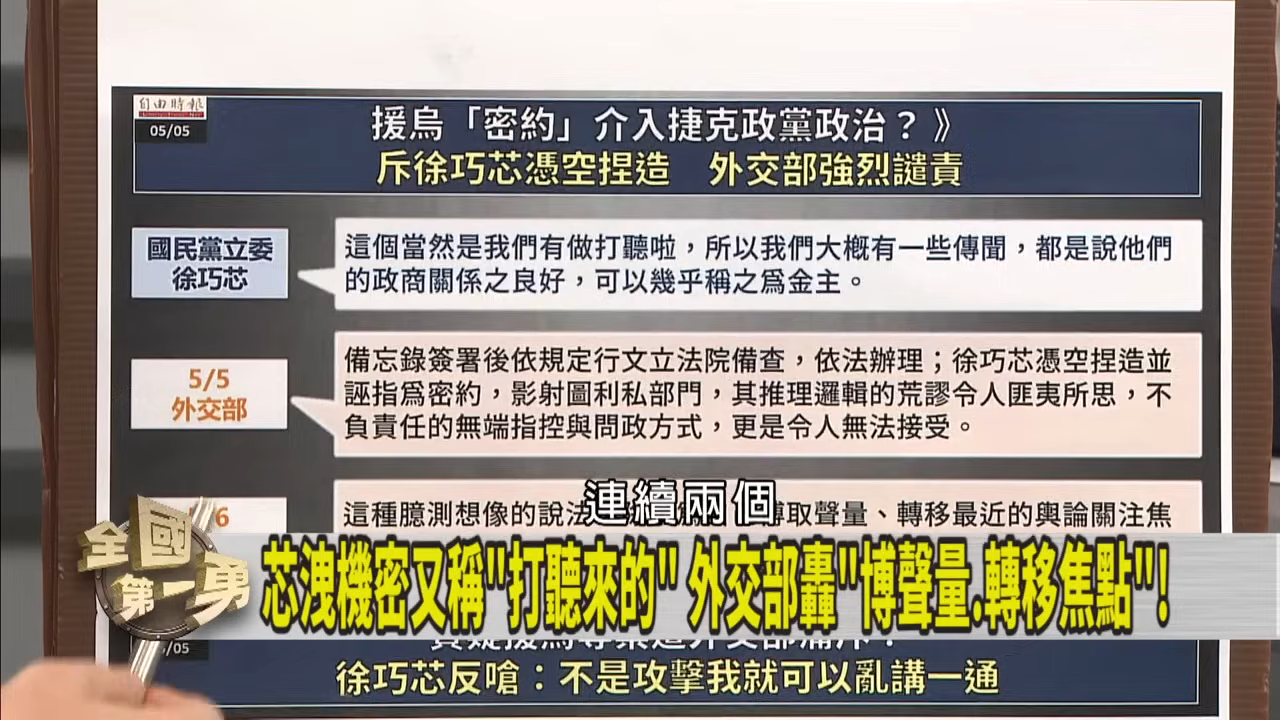 自由時報
05/05
援烏「密約」介入捷克政黨政治？》
斥徐巧芯憑空捏造 外交部強烈譴責
國民黨立委
徐巧芯
這個當然是我們有做打聽啦，所以我們大概有一些傳聞，都是說他們
的政商關係之良好，可以幾乎稱之爲金主。
5/5
外交部
備忘錄簽署後依規定行文立法院備查，依法辦理；徐巧芯憑空捏造並
誣指爲密約，影射圖利私部門，其推理邏輯的荒謬令人匪夷所思，不
負責任的無端指控與問政方式，更是令人無法接受。
6
這種臆測想像的說法
取聲量、轉移最近的輿論關注焦
連續兩個
全國第一勇
芯洩機密又稱"打聽來的" 外交部轟"博聲量.轉移焦點"!
/05
徐巧芯反嗆：不是攻擊我就可以亂講一通